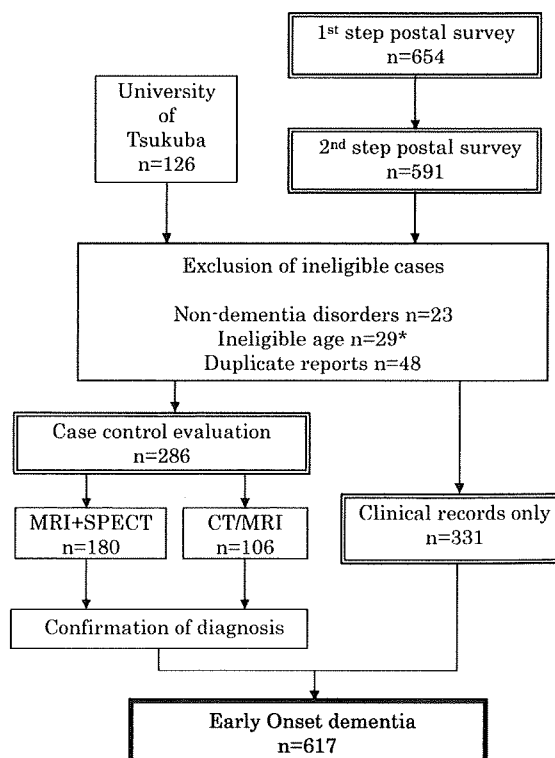 1st step postal survey
n=654
University
of
Tsukuba
n=126
2nd step postal survey
n=591
Exclusion of ineligible cases
Non-dementia disorders n=23
Ineligible age n=29*
Duplicate reports n=48
Case control evaluation
n=286
MRI+SPECT
n=180
CT/MRI
n=106
Clinical records only
n=331
Confirmation of diagnosis
Early Onset dementia
n=617